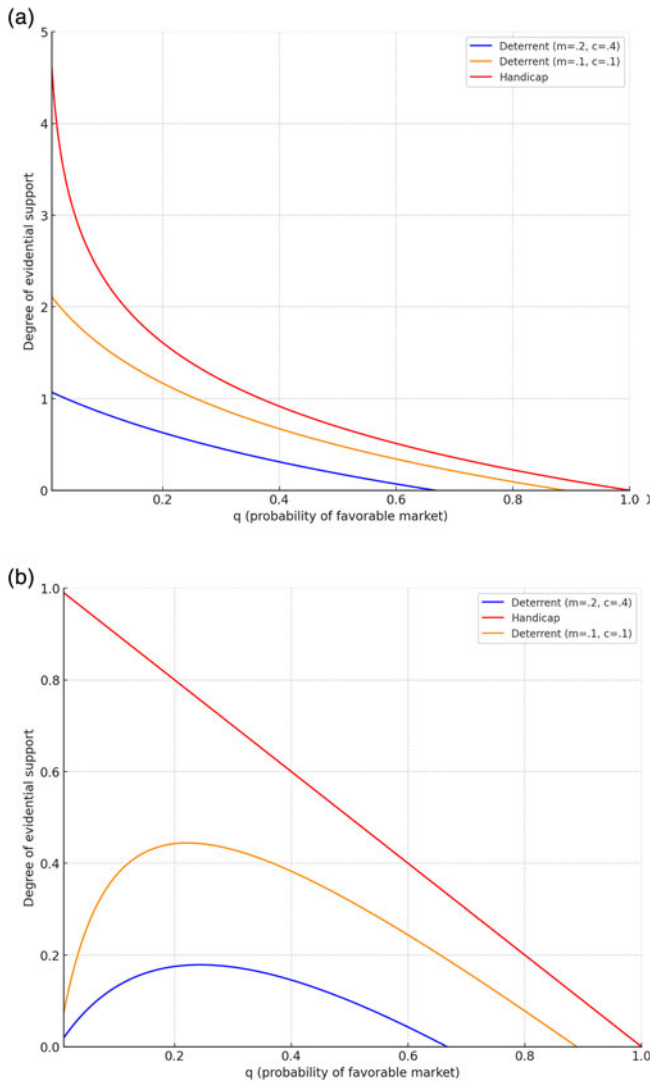 (a)
5
4
3
2
1
0
Degree of evidential support
Deterrent (m=.2, c=.4)
Deterrent (m=.1, c=.1)
Handicap
0.2
0.4
0.6
0.8
1.0
q (probability of favorable market)
(b)
1.0
0.8
0.6
0.4
0.2
0.0
Degree of evidential support
Deterrent (m=.2, c=.4)
Handicap
Deterrent (m=.1, c=.1)
0.2
0.4
0.6
0.8
1.0
q (probability of favorable market)